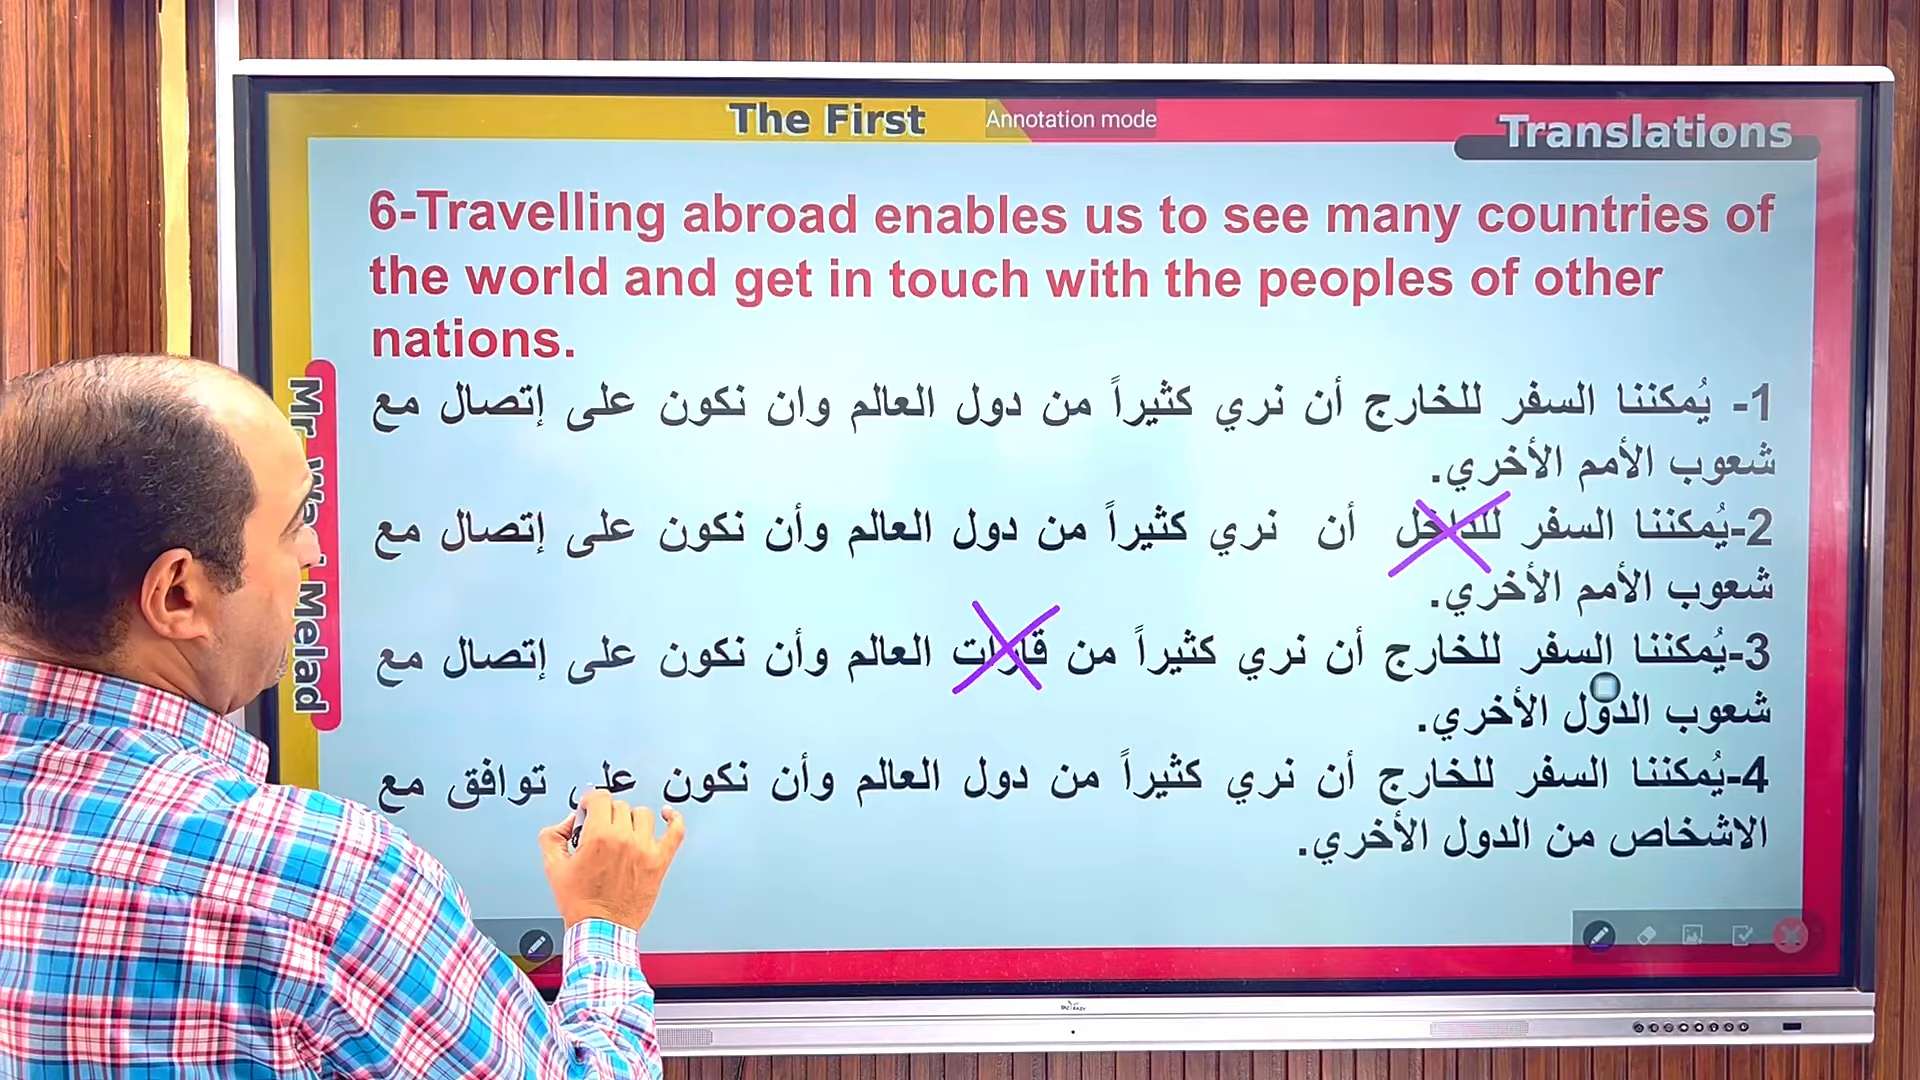 The First
Annotation mode
Translations
6-Travelling abroad enables us to see many countries of
the world and get in touch with the peoples of other
nations.
1- يُمكننا السفر للخارج أن نري كثيراً من دول العالم وان نكون على إتصال مع
شعوب الأمم الأخري.
2-يُمكننا السفر للداخل أن نري كثيراً من دول العالم وأن نكون على إتصال مع
شعوب الأمم الأخري.
3-يُمكننا السفر للخارج أن نري كثيراً من قارات العالم وأن نكون على إتصال مع
شعوب الدول الأخري.
4-يُمكننا السفر للخارج أن نري كثيراً من دول العالم وأن نكون على توافق مع
الاشخاص من الدول الأخري.
Mr. Melad